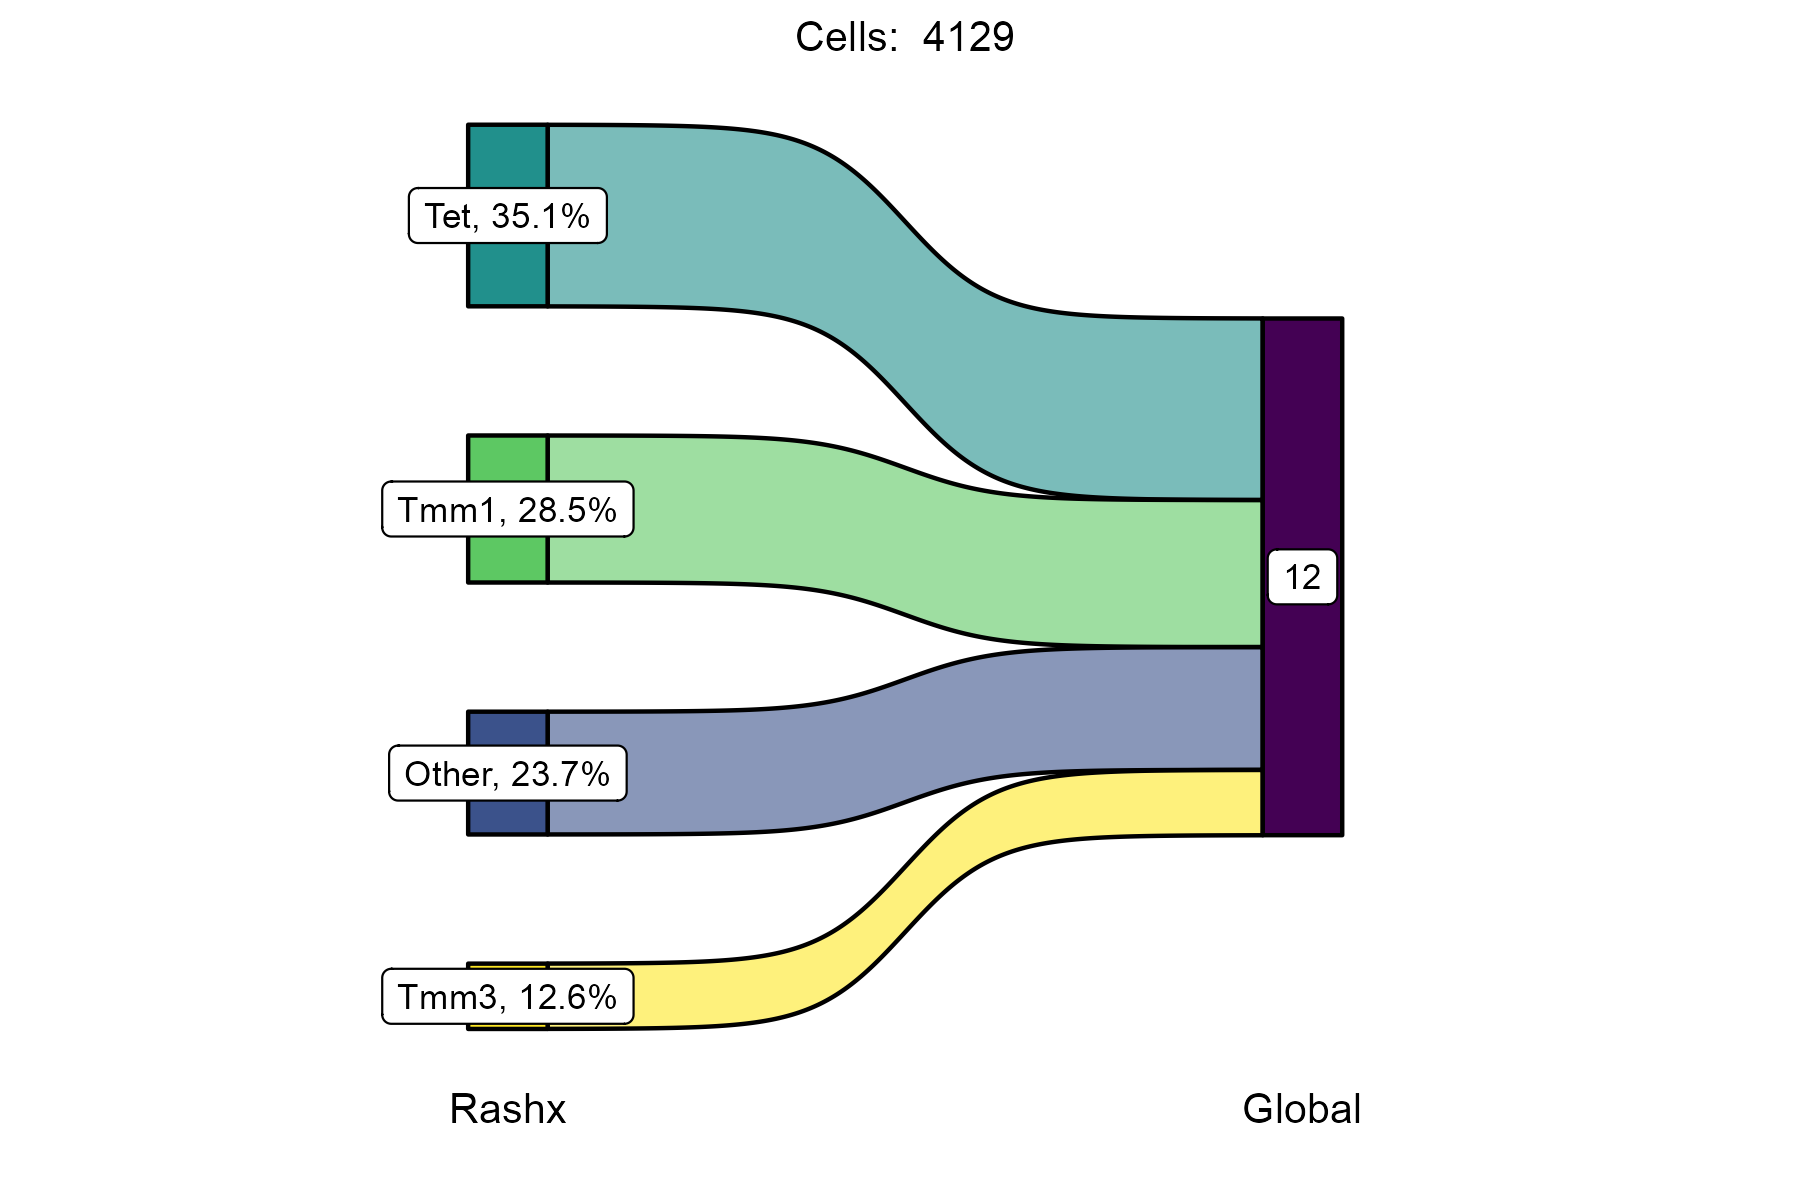 Cells:  4129
Tet, 35.1%
Tmm1, 28.5%
12
Other, 23.7%
Tmm3, 12.6%
Rashx
Global